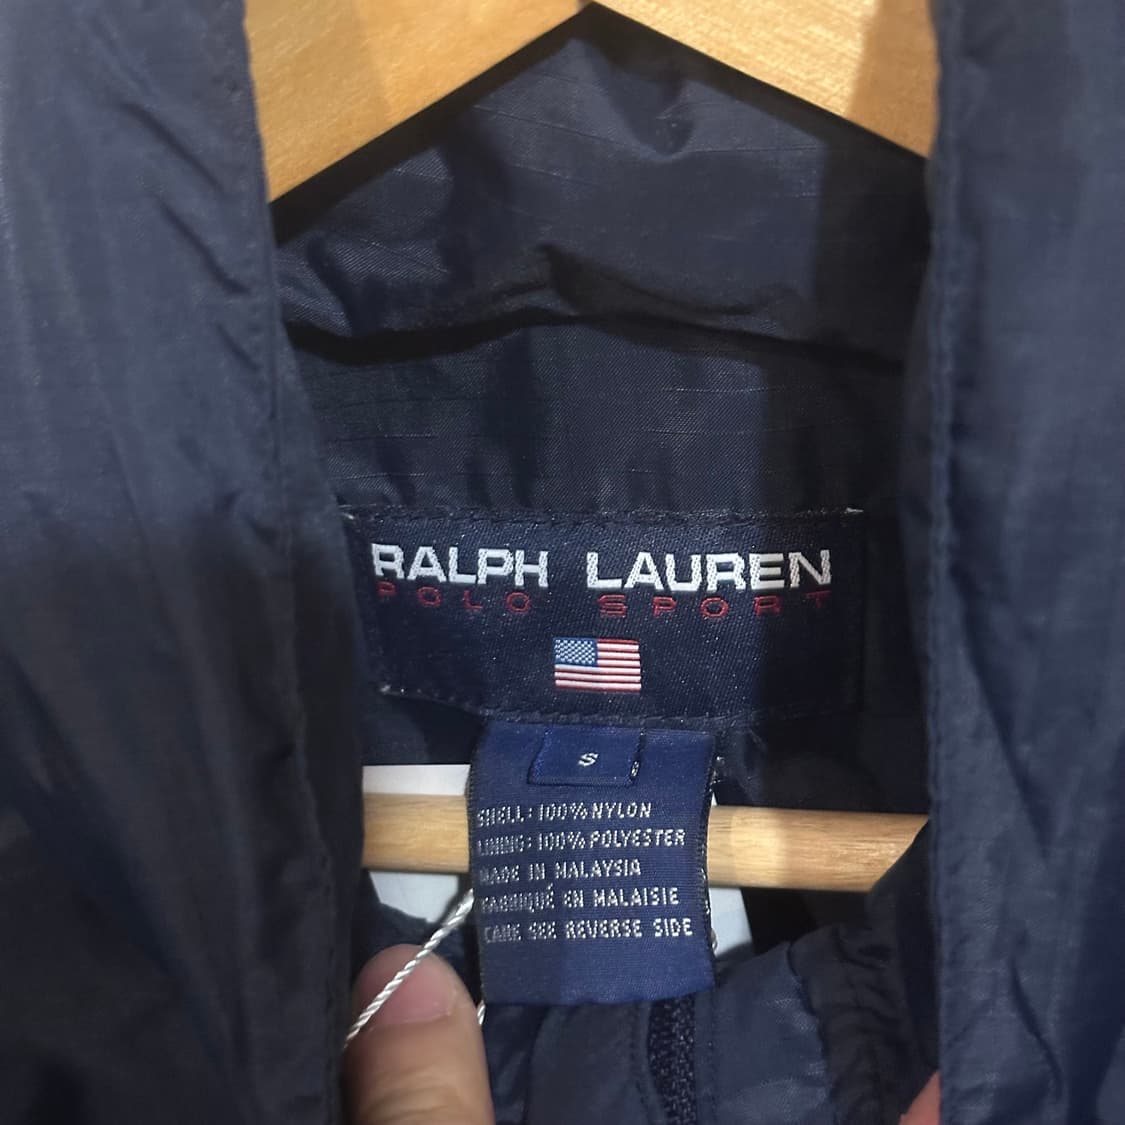 RALPH LAUREN
POLO SPORT
S
SHELL: 100% NYLON
LINING: 100% POLYESTER
MADE IN MALAYSIA
FABRIQUÉ EN MALAISIE
CARE SEE REVERSE SIDE